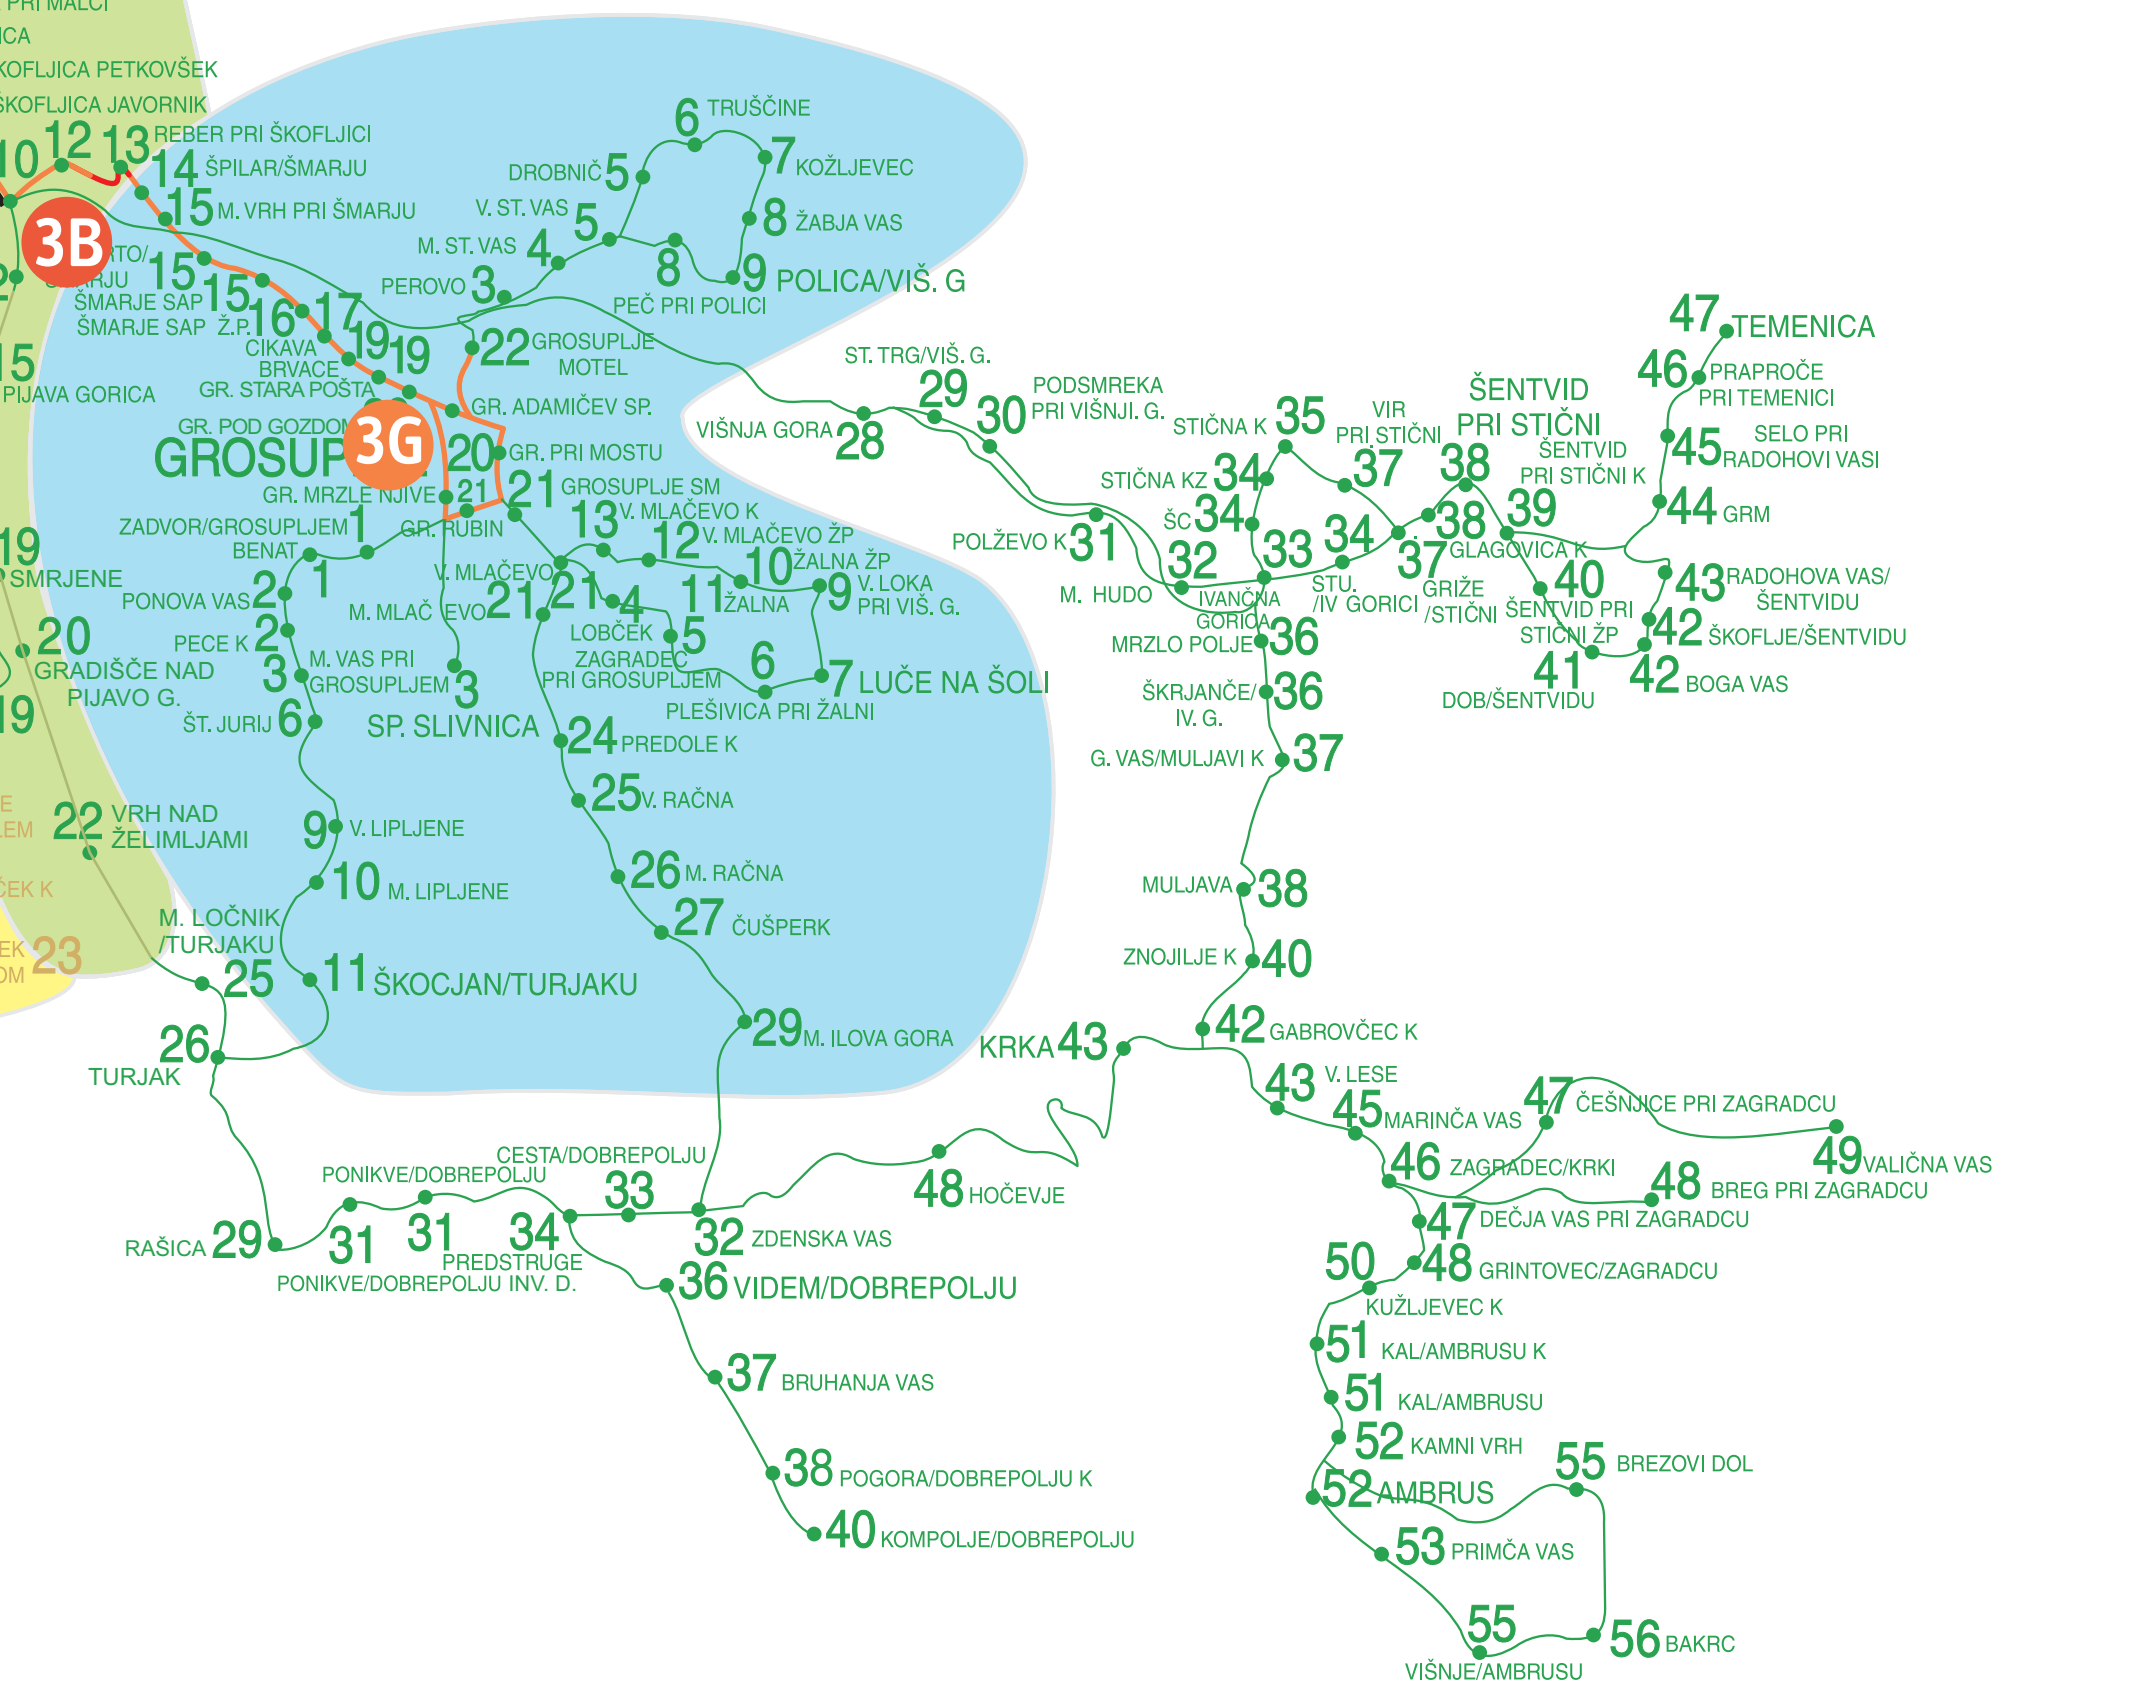 PRI MALCI
ICA
KOFLJICA PETKOVŠEK
ŠKOFLJICA JAVORNIK
10
12
13 REBER PRI ŠKOFLJICI
14 ŠPILAR/ŠMARJU
15 M. VRH PRI ŠMARJU
3B
RTO/
RJU
15
ŠMARJE SAP
15
ŠMARJE SAP Ž.P.
16
17
CIKAVA
19
BRVACE
19
GR. STARA POŠTA
GR. ADAMIČEV SP.
GR. POD GOZDOM
GROSUP
3G
20 GR. PRI MOSTU
GR. MRZLE NJIVE
21
21 GROSUPLJE SM
GR. RUBIN
22 GROSUPLJE
MOTEL
PEROVO 3
M. ST. VAS 4
V. ST. VAS 5
DROBNIČ 5
6 TRUŠČINE
7 KOŽLJEVEC
8 ŽABJA VAS
9 POLICA/VIŠ. G
8
PEČ PRI POLICI
15
PIJAVA GORICA
19
SMRJENE
20
GRADIŠČE NAD
PIJAVO G.
19
22 VRH NAD
ŽELIMLJAMI
E
LEM
ČEK K
EK
OM
23
ZADVOR/GROSUPLJEM 1
BENAT
1
PONOVA VAS 2
PECE K 2
3 M. VAS PRI
GROSUPLJEM
ŠT. JURIJ 6
3
SP. SLIVNICA
9 V. LIPLJENE
10 M. LIPLJENE
11 ŠKOCJAN/TURJAKU
M. LOČNIK
/TURJAKU
25
26
TURJAK
13 V. MLAČEVO K
12 V. MLAČEVO ŽP
10 ŽALNA ŽP
11 ŽALNA
9 V. LOKA
PRI VIŠ. G.
V. MLAČEVO
21
M. MLAČ EVO 21
4
LOBČEK
5
ZAGRADEC
PRI GROSUPLJEM
6
PLEŠIVICA PRI ŽALNI
7 LUČE NA ŠOLI
24 PREDOLE K
25 V. RAČNA
26 M. RAČNA
27 ČUŠPERK
29 M. ILOVA GORA
VIŠNJA GORA 28
ST. TRG/VIŠ. G.
29
30
PODSMREKA
PRI VIŠNJI. G.
POLŽEVO K 31
M. HUDO
32
33
IVANČNA
GORICA
ŠC 34
STIČNA KZ 34
STIČNA K 35
VIR
PRI STIČNI
37
34
STU.
/IV GORICI
37
GRIŽE
/STIČNI
38
GLAGOVICA K
38
ŠENTVID
PRI STIČNI
39
ŠENTVID
PRI STIČNI K
40
ŠENTVID PRI
STIČNI ŽP
41
DOB/ŠENTVIDU
42 BOGA VAS
42 ŠKOFLJE/ŠENTVIDU
43 RADOHOVA VAS/
ŠENTVIDU
44 GRM
45 SELO PRI
RADOHOVI VASI
46 PRAPROČE
PRI TEMENICI
47 TEMENICA
MRZLO POLJE 36
ŠKRJANČE/
IV. G.
36
G. VAS/MULJAVI K 37
MULJAVA 38
ZNOJILJE K 40
42 GABROVČEC K
KRKA 43
43 V. LESE
45 MARINČA VAS
46 ZAGRADEC/KRKI
47 ČEŠNJICE PRI ZAGRADCU
49 VALIČNA VAS
48 BREG PRI ZAGRADCU
47 DEČJA VAS PRI ZAGRADCU
48 GRINTOVEC/ZAGRADCU
50
KUŽLJEVEC K
51 KAL/AMBRUSU K
51 KAL/AMBRUSU
52 KAMNI VRH
52 AMBRUS
55 BREZOVI DOL
53 PRIMČA VAS
55
VIŠNJE/AMBRUSU
56 BAKRC
RAŠICA 29
31
PONIKVE/DOBREPOLJU INV. D.
PONIKVE/DOBREPOLJU
31
34
PREDSTRUGE
CESTA/DOBREPOLJU
33
32 ZDENSKA VAS
48 HOČEVJE
36 VIDEM/DOBREPOLJU
37 BRUHANJA VAS
38 POGORA/DOBREPOLJU K
40 KOMPOLJE/DOBREPOLJU